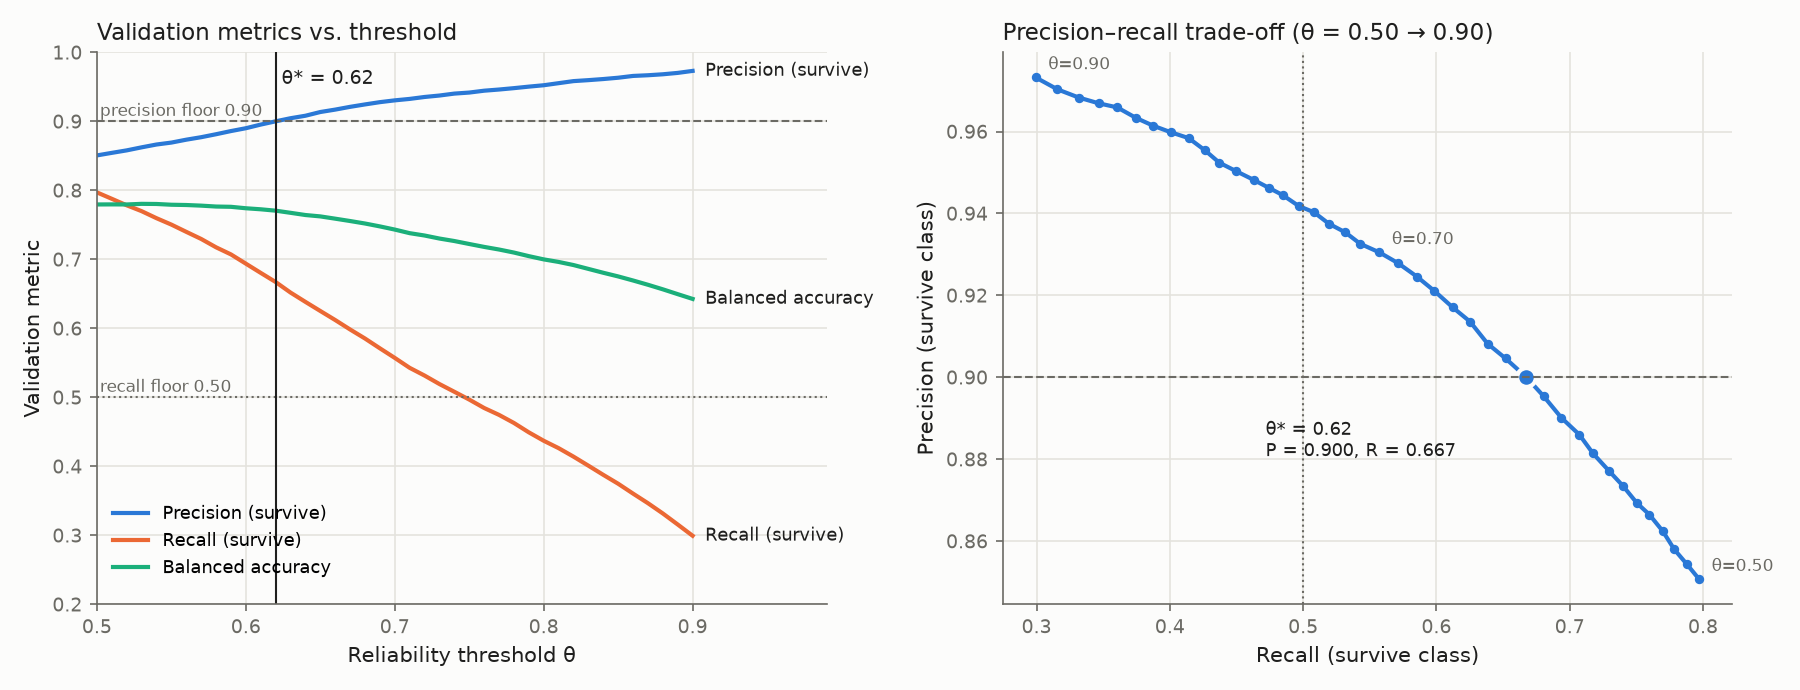 Validation metrics vs. threshold
1.0
0.9
0.8
0.7
0.6
0.5
0.4
0.3
0.2
Validation metric
θ* = 0.62
precision floor 0.90
recall floor 0.50
Precision (survive)
Balanced accuracy
Recall (survive)
Precision (survive)
Recall (survive)
Balanced accuracy
0.5 0.6 0.7 0.8 0.9
Reliability threshold θ
Precision–recall trade-off (θ = 0.50 → 0.90)
0.96
0.94
0.92
0.90
0.88
0.86
Precision (survive class)
θ=0.90
θ=0.70
θ* = 0.62
P = 0.900, R = 0.667
θ=0.50
0.3 0.4 0.5 0.6 0.7 0.8
Recall (survive class)